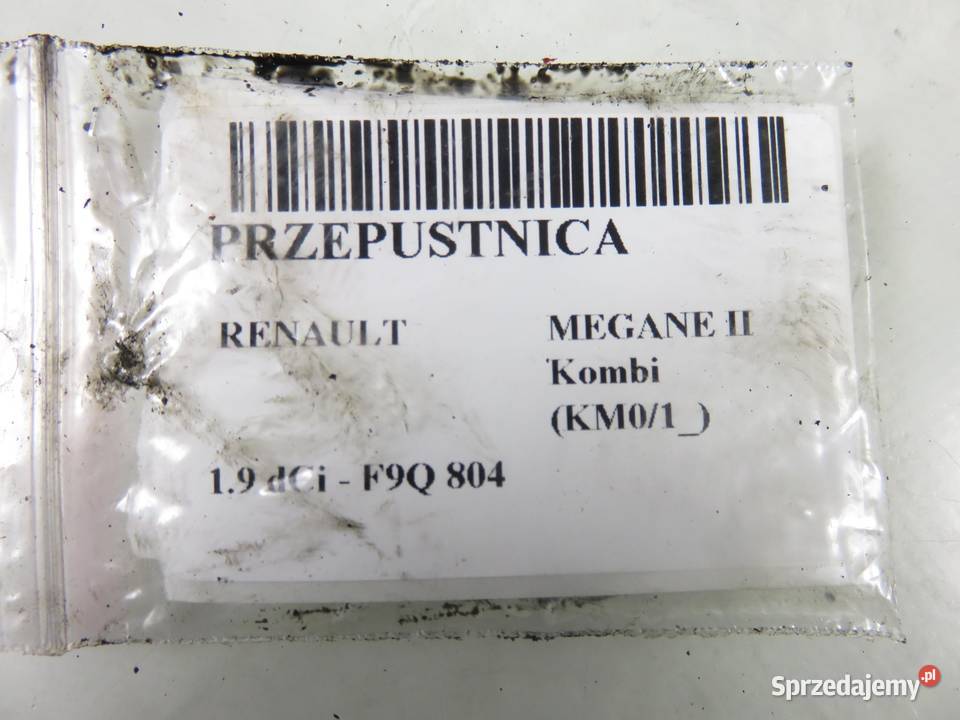 PRZEPUSTNICA
RENAULT MEGANE II
Kombi
(KM0/1_)
1.9 dCi - F9Q 804
Sprzedajemy.pl